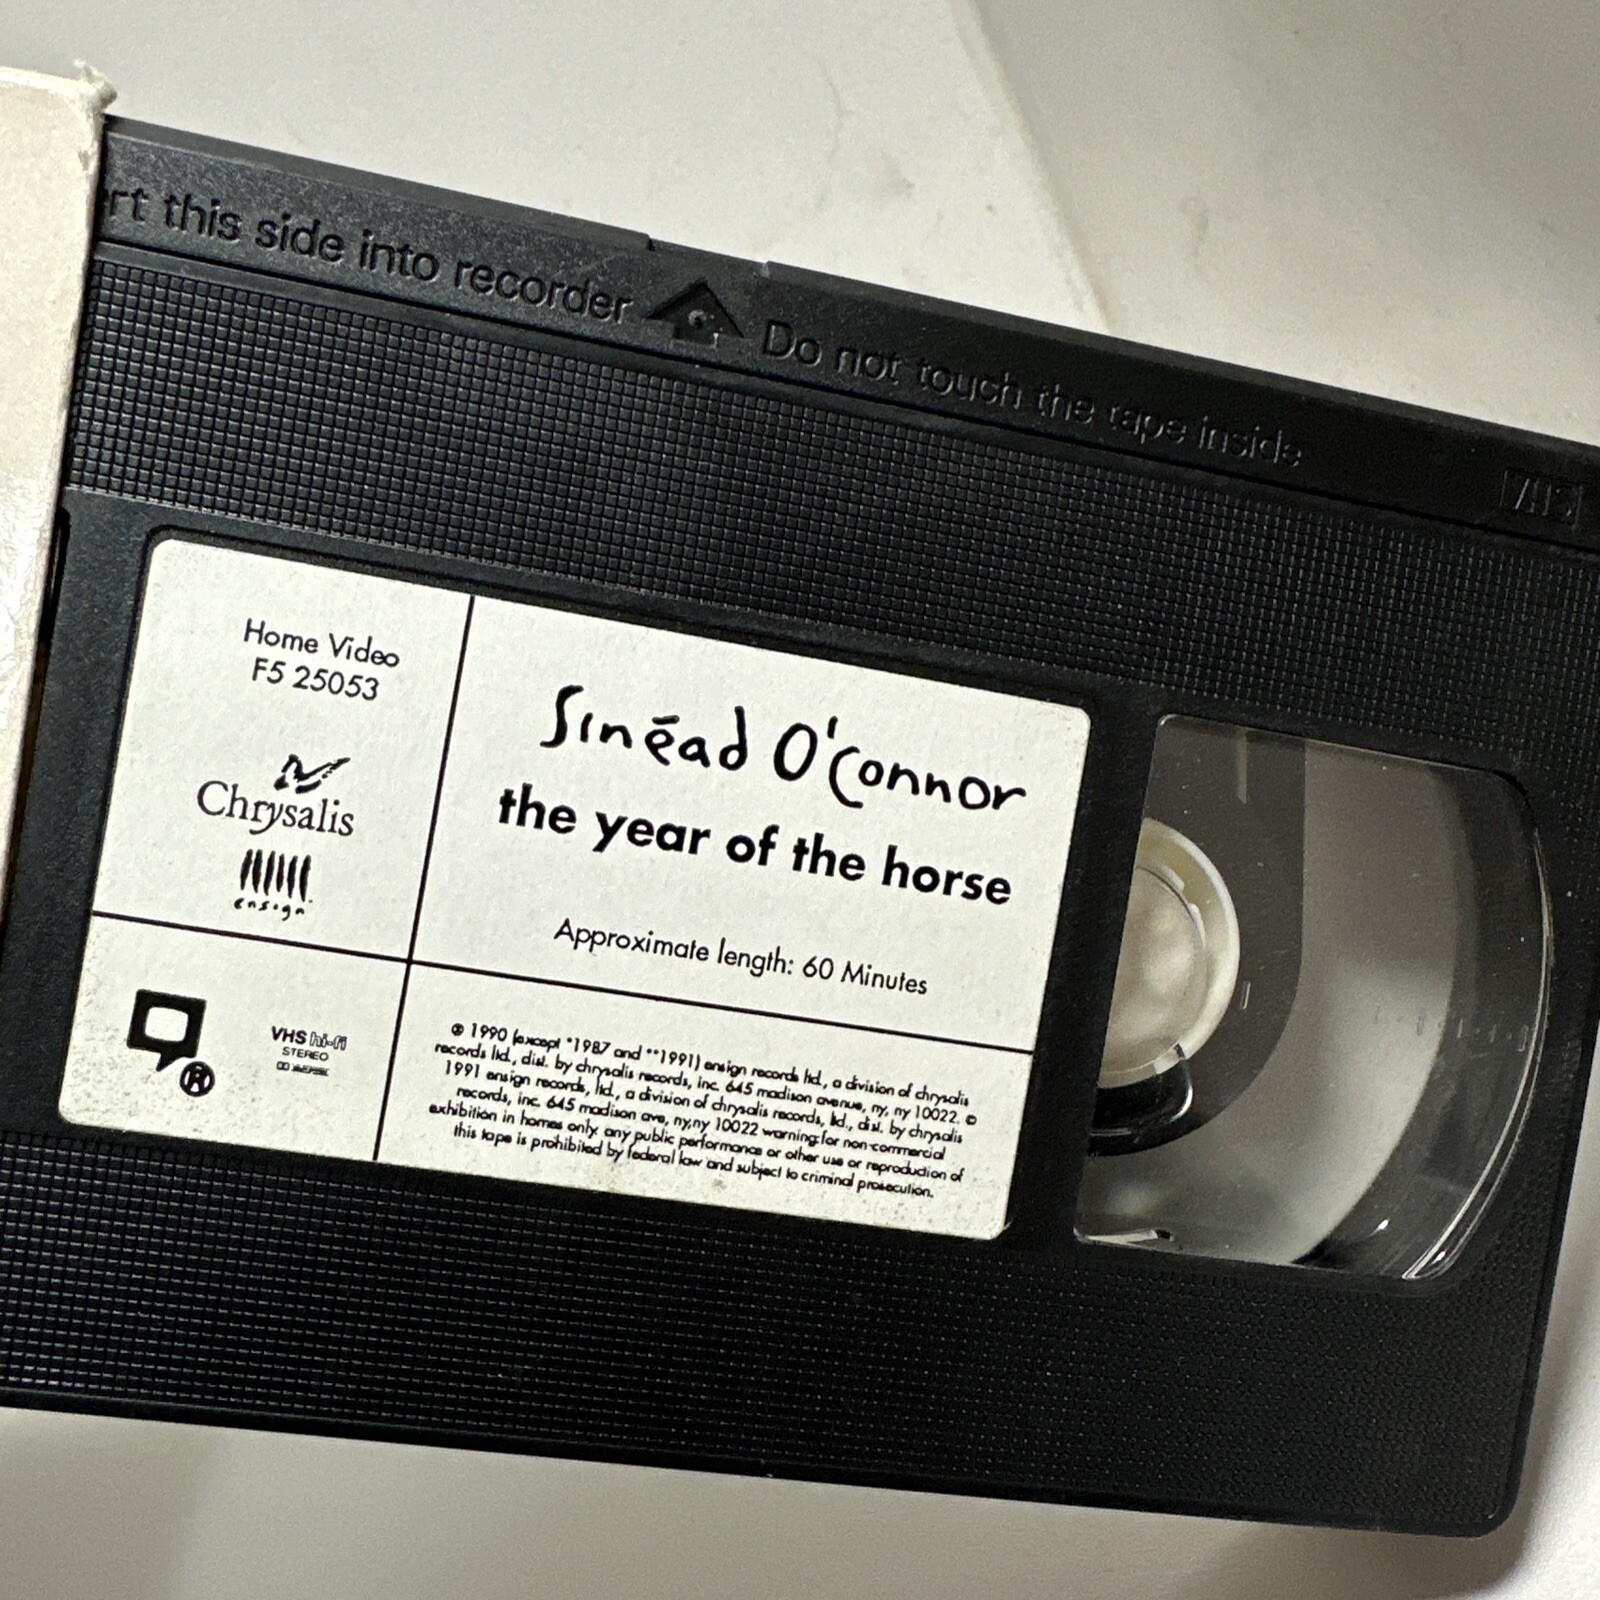 rt this side into recorder Do not touch the tape inside
VHS
Home Video
F5 25053
Chrysalis
ensign
VHS hi-fi
STEREO
Sinéad O'Connor
the year of the horse
Approximate length: 60 Minutes
℗ 1990 (except *1987 and **1991) ensign records ltd., a division of chrysalis
records ltd., dist. by chrysalis records, inc. 645 madison avenue, ny, ny 10022. ©
1991 ensign records, ltd., a division of chrysalis records, ltd., dist. by chrysalis
records, inc. 645 madison ave, ny,ny 10022 warning:for non-commercial
exhibition in homes only. any public performance or other use or reproduction of
this tape is prohibited by federal law and subject to criminal prosecution.